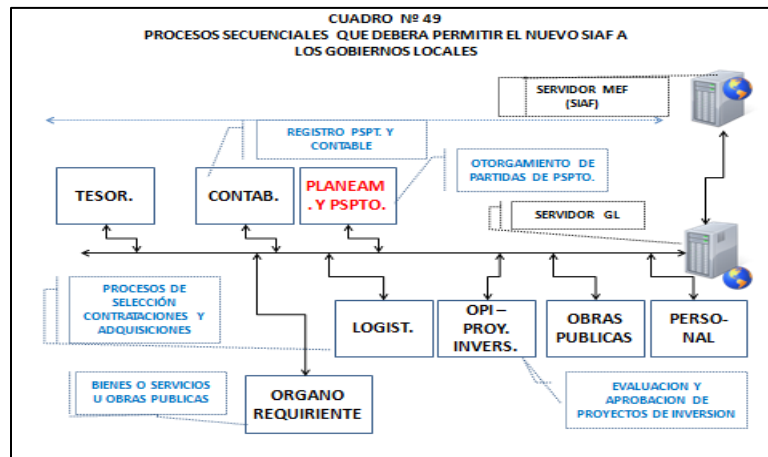 CUADRO Nº 49
PROCESOS SECUENCIALES QUE DEBERA PERMITIR EL NUEVO SIAF A
LOS GOBIERNOS LOCALES
SERVIDOR MEF
(SIAF)
REGISTRO PSPT. Y
CONTABLE
OTORGAMIENTO DE
PARTIDAS DE PSPTO.
TESOR.
CONTAB.
PLANEAM
. Y PSPTO.
SERVIDOR GL
PROCESOS DE
SELECCIÓN
CONTRATACIONES Y
ADQUISICIONES
LOGIST.
OPI –
PROY.
INVERS.
OBRAS
PUBLICAS
PERSO-
NAL
BIENES O SERVICIOS
U OBRAS PUBLICAS
ORGANO
REQUIRIENTE
EVALUACION Y
APROBACION DE
PROYECTOS DE INVERSION